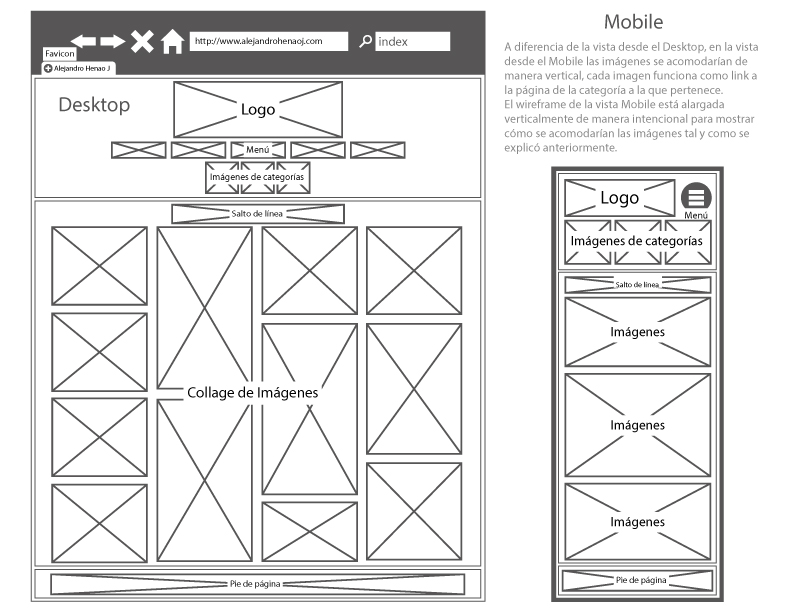 http://www.alejandrohenaoj.com
index
Favicon
Alejandro Henao J
Desktop
Logo
Menú
Imágenes de categorías
Salto de línea
Collage de Imágenes
Pie de página
Mobile
A diferencia de la vista desde el Desktop, en la vista
desde el Mobile las imágenes se acomodarían de
manera vertical, cada imagen funciona como link a
la página de la categoría a la que pertenece.
El wireframe de la vista Mobile está alargada
verticalmente de manera intencional para mostrar
cómo se acomodarían las imágenes tal y como se
explicó anteriormente.
Logo
Menú
Imágenes de categorías
Salto de línea
Imágenes
Imágenes
Imágenes
Pie de página